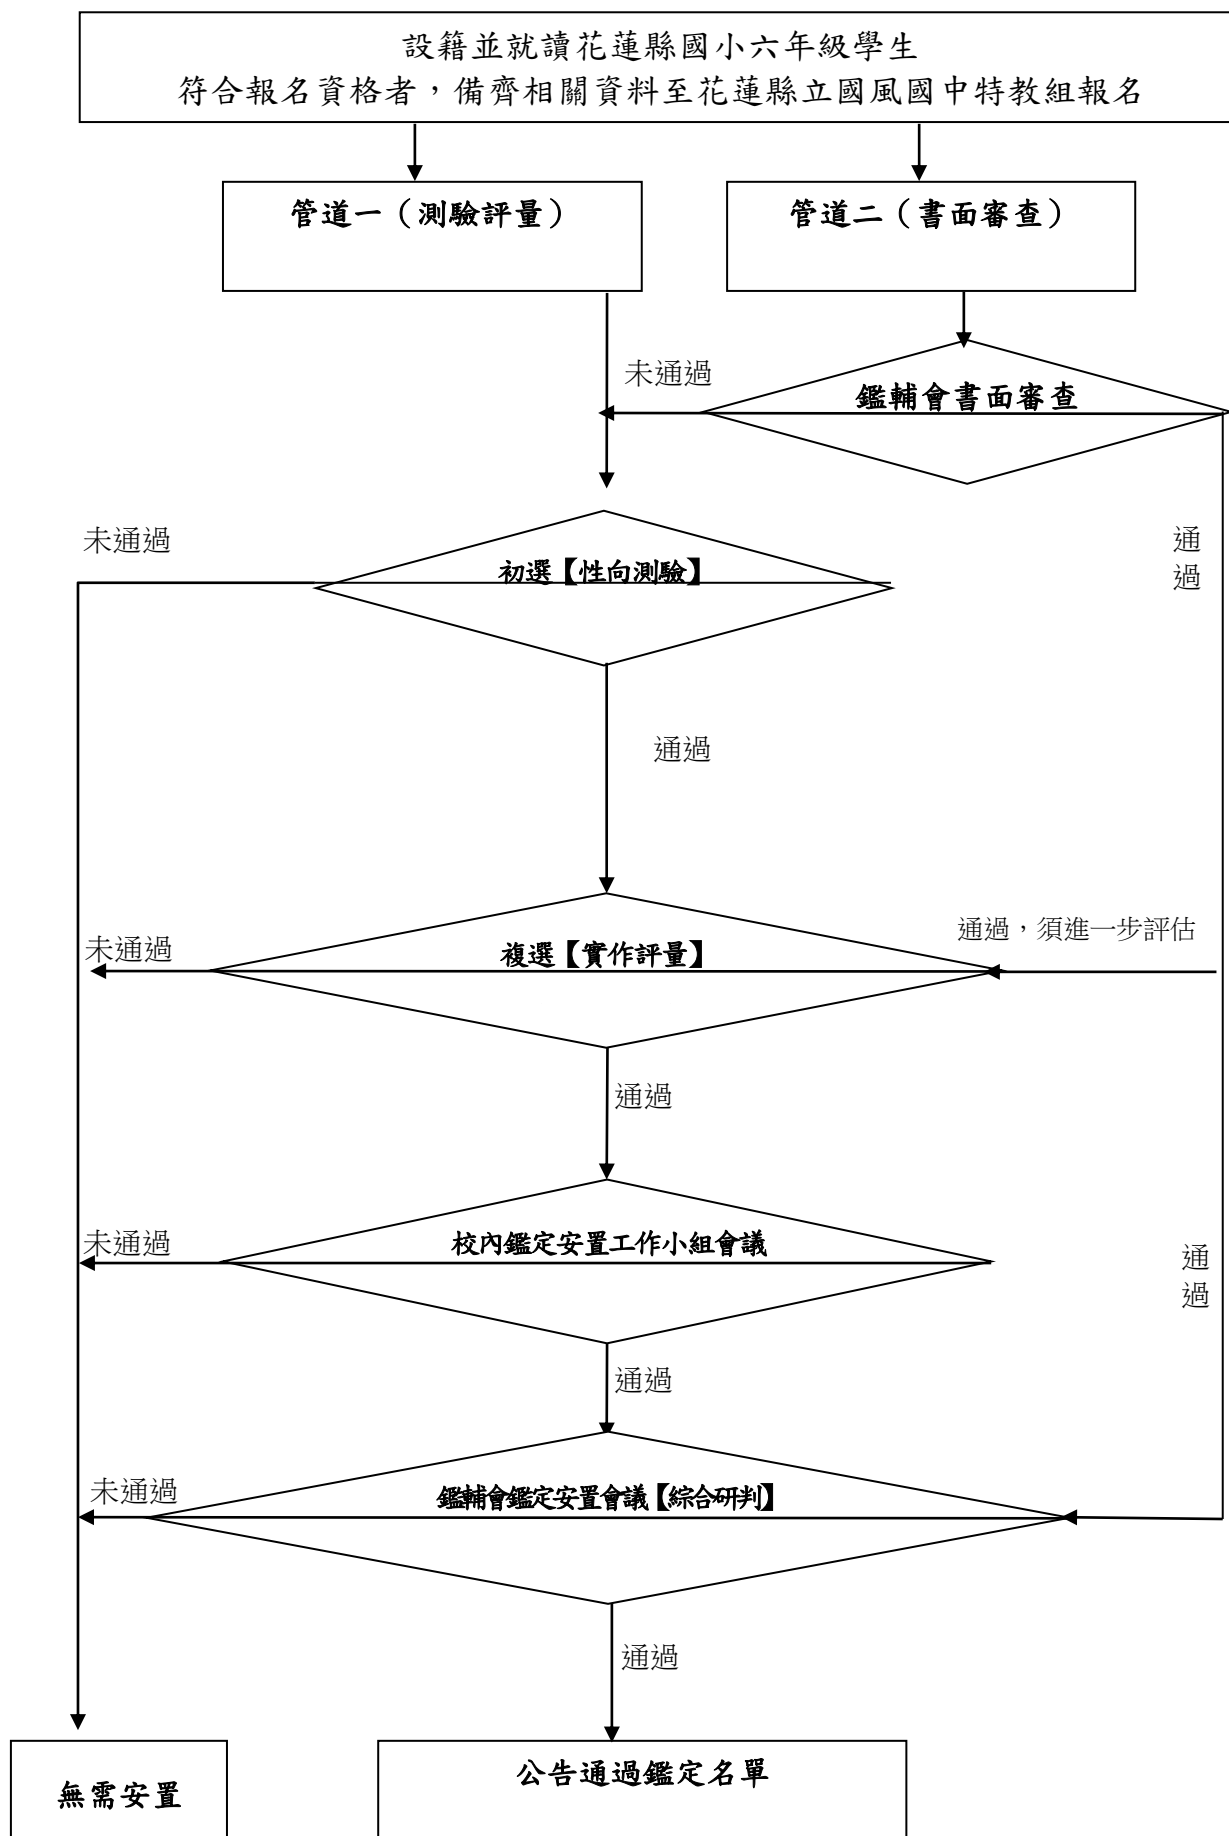 設籍並就讀花蓮縣國小六年級學生
符合報名資格者，備齊相關資料至花蓮縣立國風國中特教組報名
管道一（測驗評量）
管道二（書面審查）
未通過
鑑輔會書面審查
未通過
通
過
初選【性向測驗】
通過
通過，須進一步評估
未通過
複選【實作評量】
通過
未通過
校內鑑定安置工作小組會議
通
過
通過
未通過
鑑輔會鑑定安置會議【綜合研判】
通過
無需安置
公告通過鑑定名單